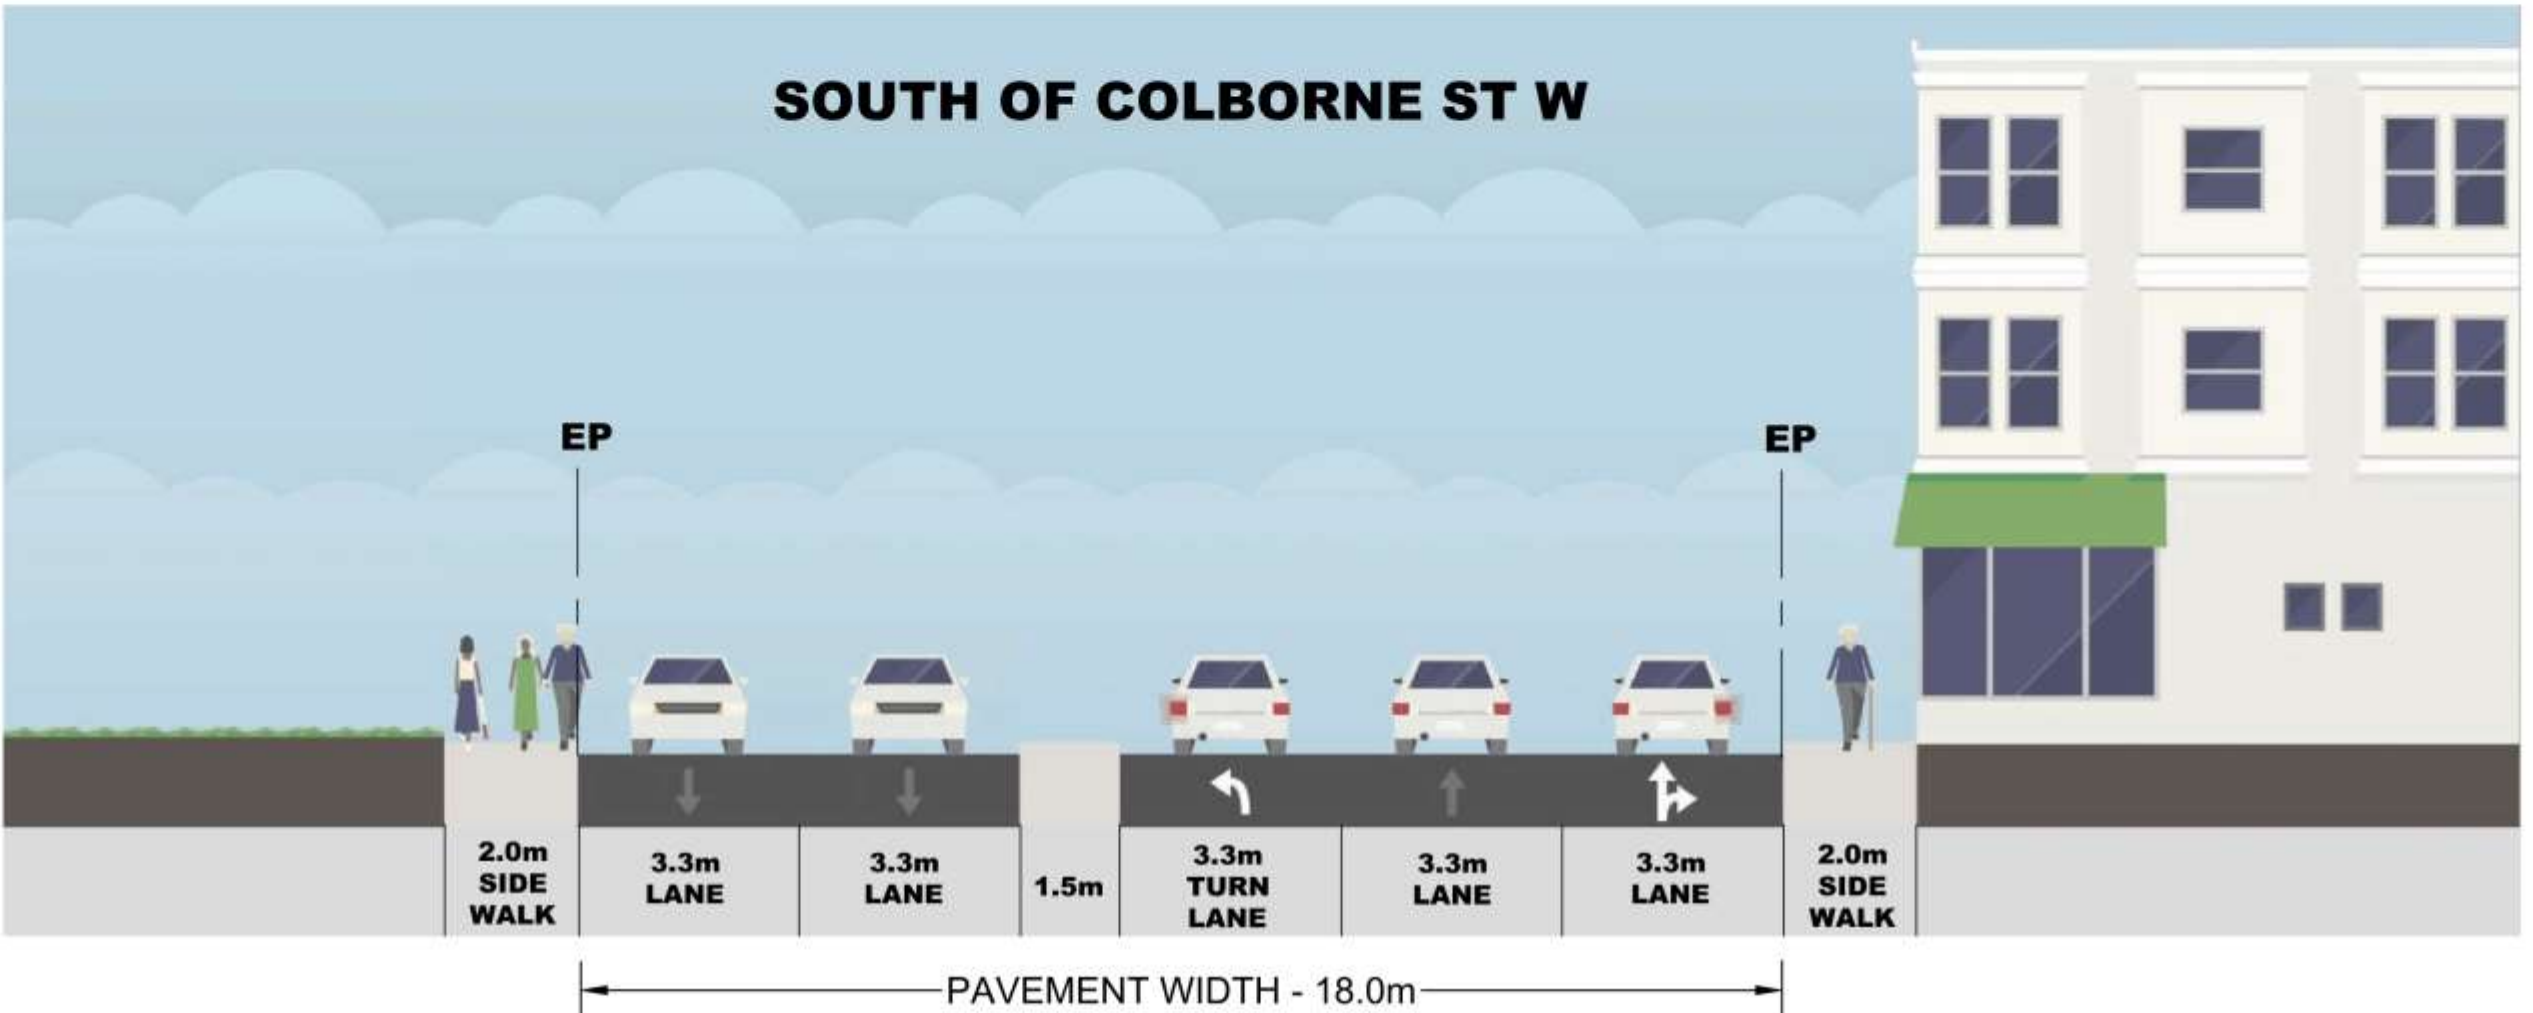 SOUTH OF COLBORNE ST W
EP
EP
2.0m
SIDE
WALK
3.3m
LANE
3.3m
LANE
1.5m
3.3m
TURN
LANE
3.3m
LANE
3.3m
LANE
2.0m
SIDE
WALK
PAVEMENT WIDTH - 18.0m